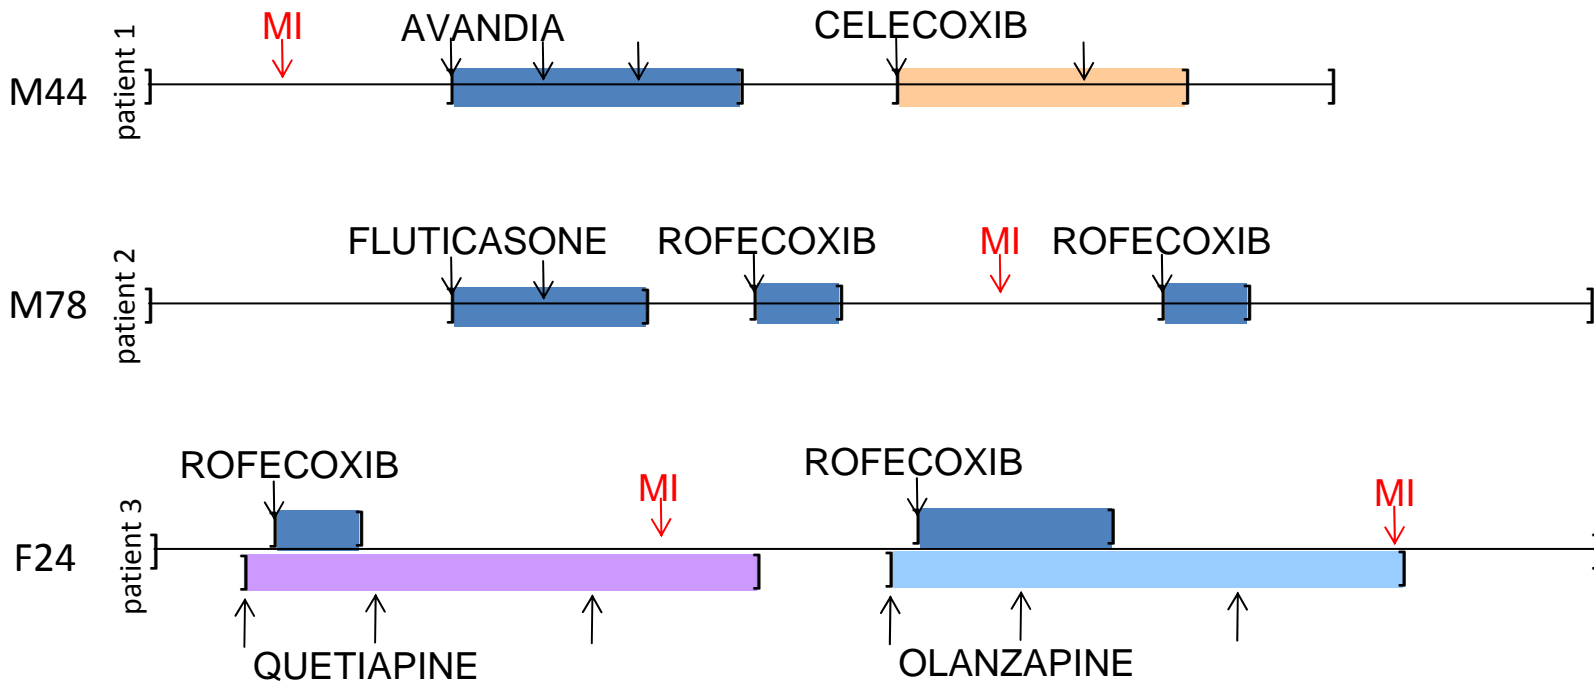 MI
AVANDIA
CELECOXIB
M44
patient 1
FLUTICASONE
ROFECOXIB
MI
ROFECOXIB
M78
patient 2
ROFECOXIB
MI
ROFECOXIB
MI
F24
patient 3
QUETIAPINE
OLANZAPINE